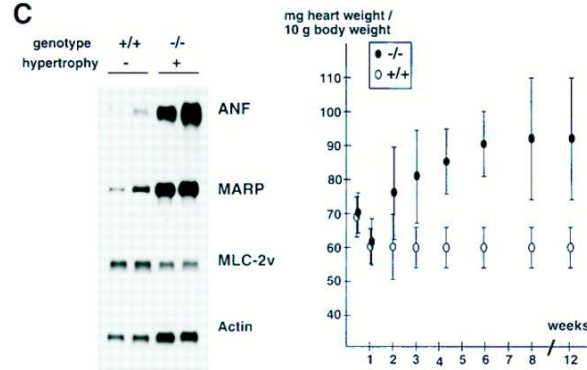 C
genotype +/+ -/-
hypertrophy - +
ANF
MARP
MLC-2v
Actin
mg heart weight /
10 g body weight
-/-
+/+
110
100
90
80
70
60
50
40
weeks
1 2 3 4 5 6 7 8 12